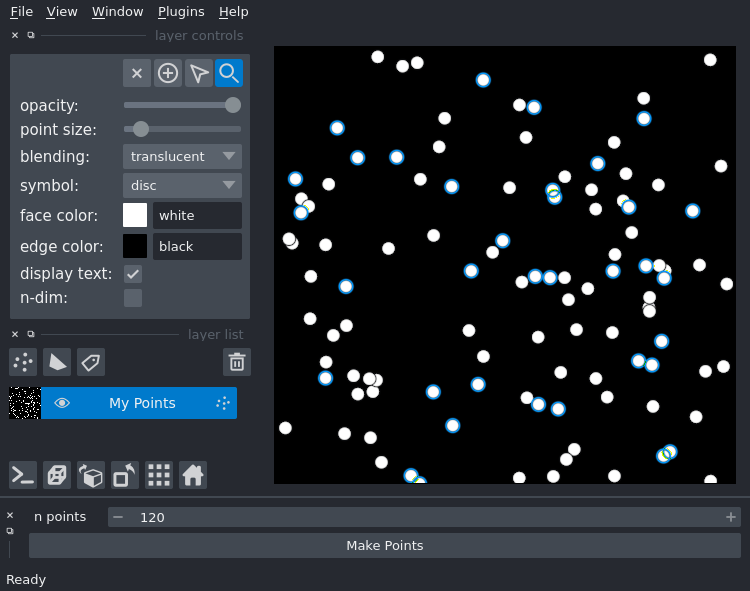 File View Window Plugins Help
layer controls
opacity:
point size:
blending: translucent
symbol: disc
face color: white
edge color: black
display text:
n-dim:
layer list
My Points
n points 120
Make Points
Ready